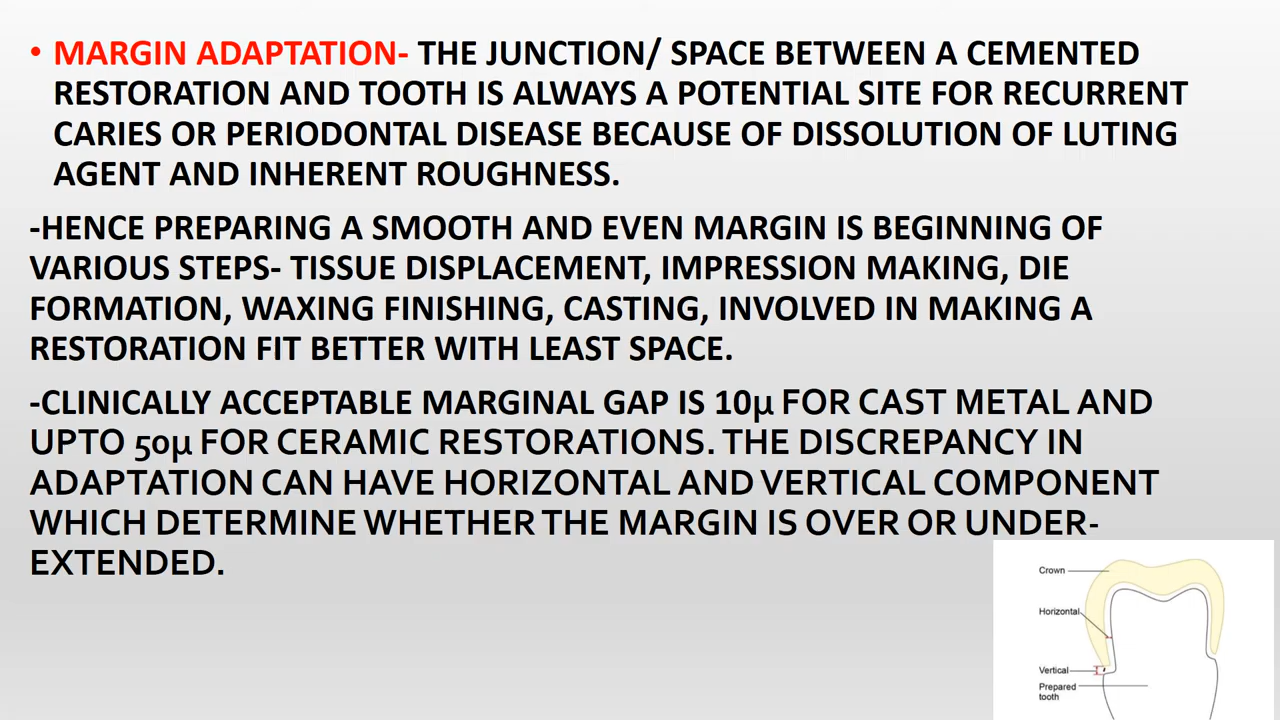 • MARGIN ADAPTATION- THE JUNCTION/ SPACE BETWEEN A CEMENTED
RESTORATION AND TOOTH IS ALWAYS A POTENTIAL SITE FOR RECURRENT
CARIES OR PERIODONTAL DISEASE BECAUSE OF DISSOLUTION OF LUTING
AGENT AND INHERENT ROUGHNESS.
-HENCE PREPARING A SMOOTH AND EVEN MARGIN IS BEGINNING OF
VARIOUS STEPS- TISSUE DISPLACEMENT, IMPRESSION MAKING, DIE
FORMATION, WAXING FINISHING, CASTING, INVOLVED IN MAKING A
RESTORATION FIT BETTER WITH LEAST SPACE.
-CLINICALLY ACCEPTABLE MARGINAL GAP IS 10µ FOR CAST METAL AND
UPTO 50µ FOR CERAMIC RESTORATIONS. THE DISCREPANCY IN
ADAPTATION CAN HAVE HORIZONTAL AND VERTICAL COMPONENT
WHICH DETERMINE WHETHER THE MARGIN IS OVER OR UNDER-
EXTENDED.
Crown
Horizontal
Vertical
Prepared
tooth